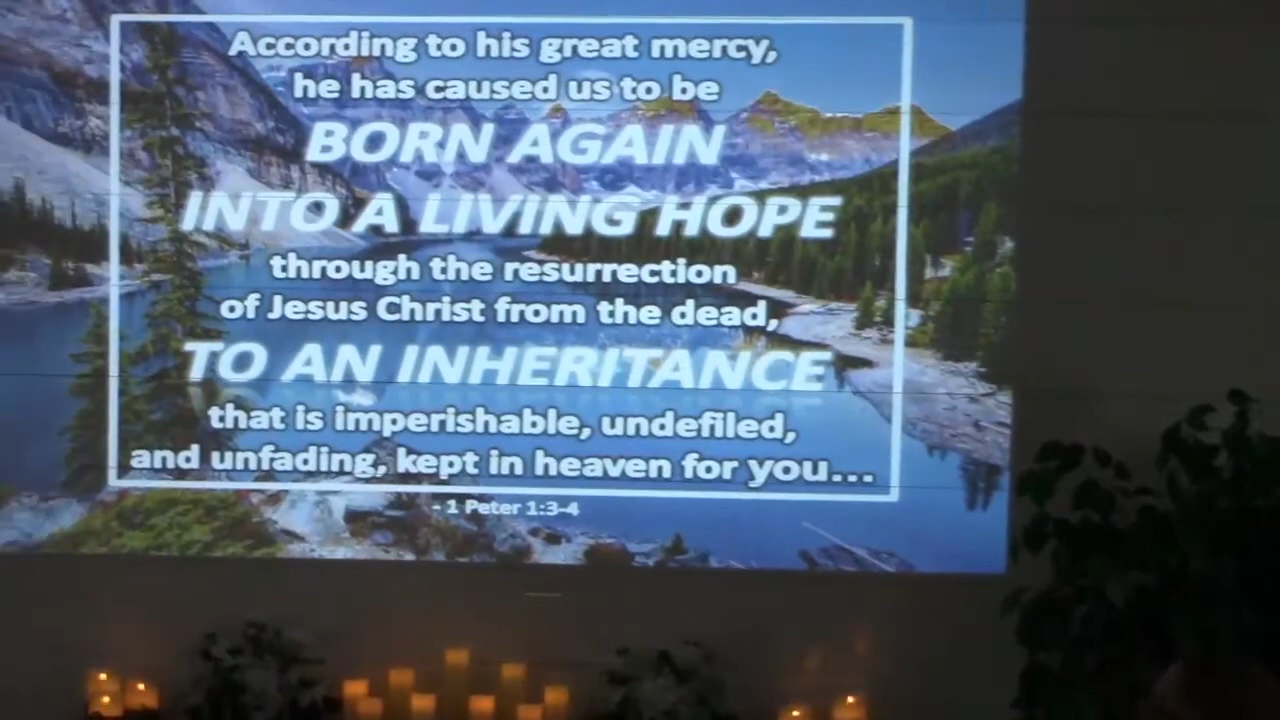 According to his great mercy,
he has caused us to be
BORN AGAIN
INTO A LIVING HOPE
through the resurrection
of Jesus Christ from the dead,
TO AN INHERITANCE
that is imperishable, undefiled,
and unfading, kept in heaven for you...
- 1 Peter 1:3-4